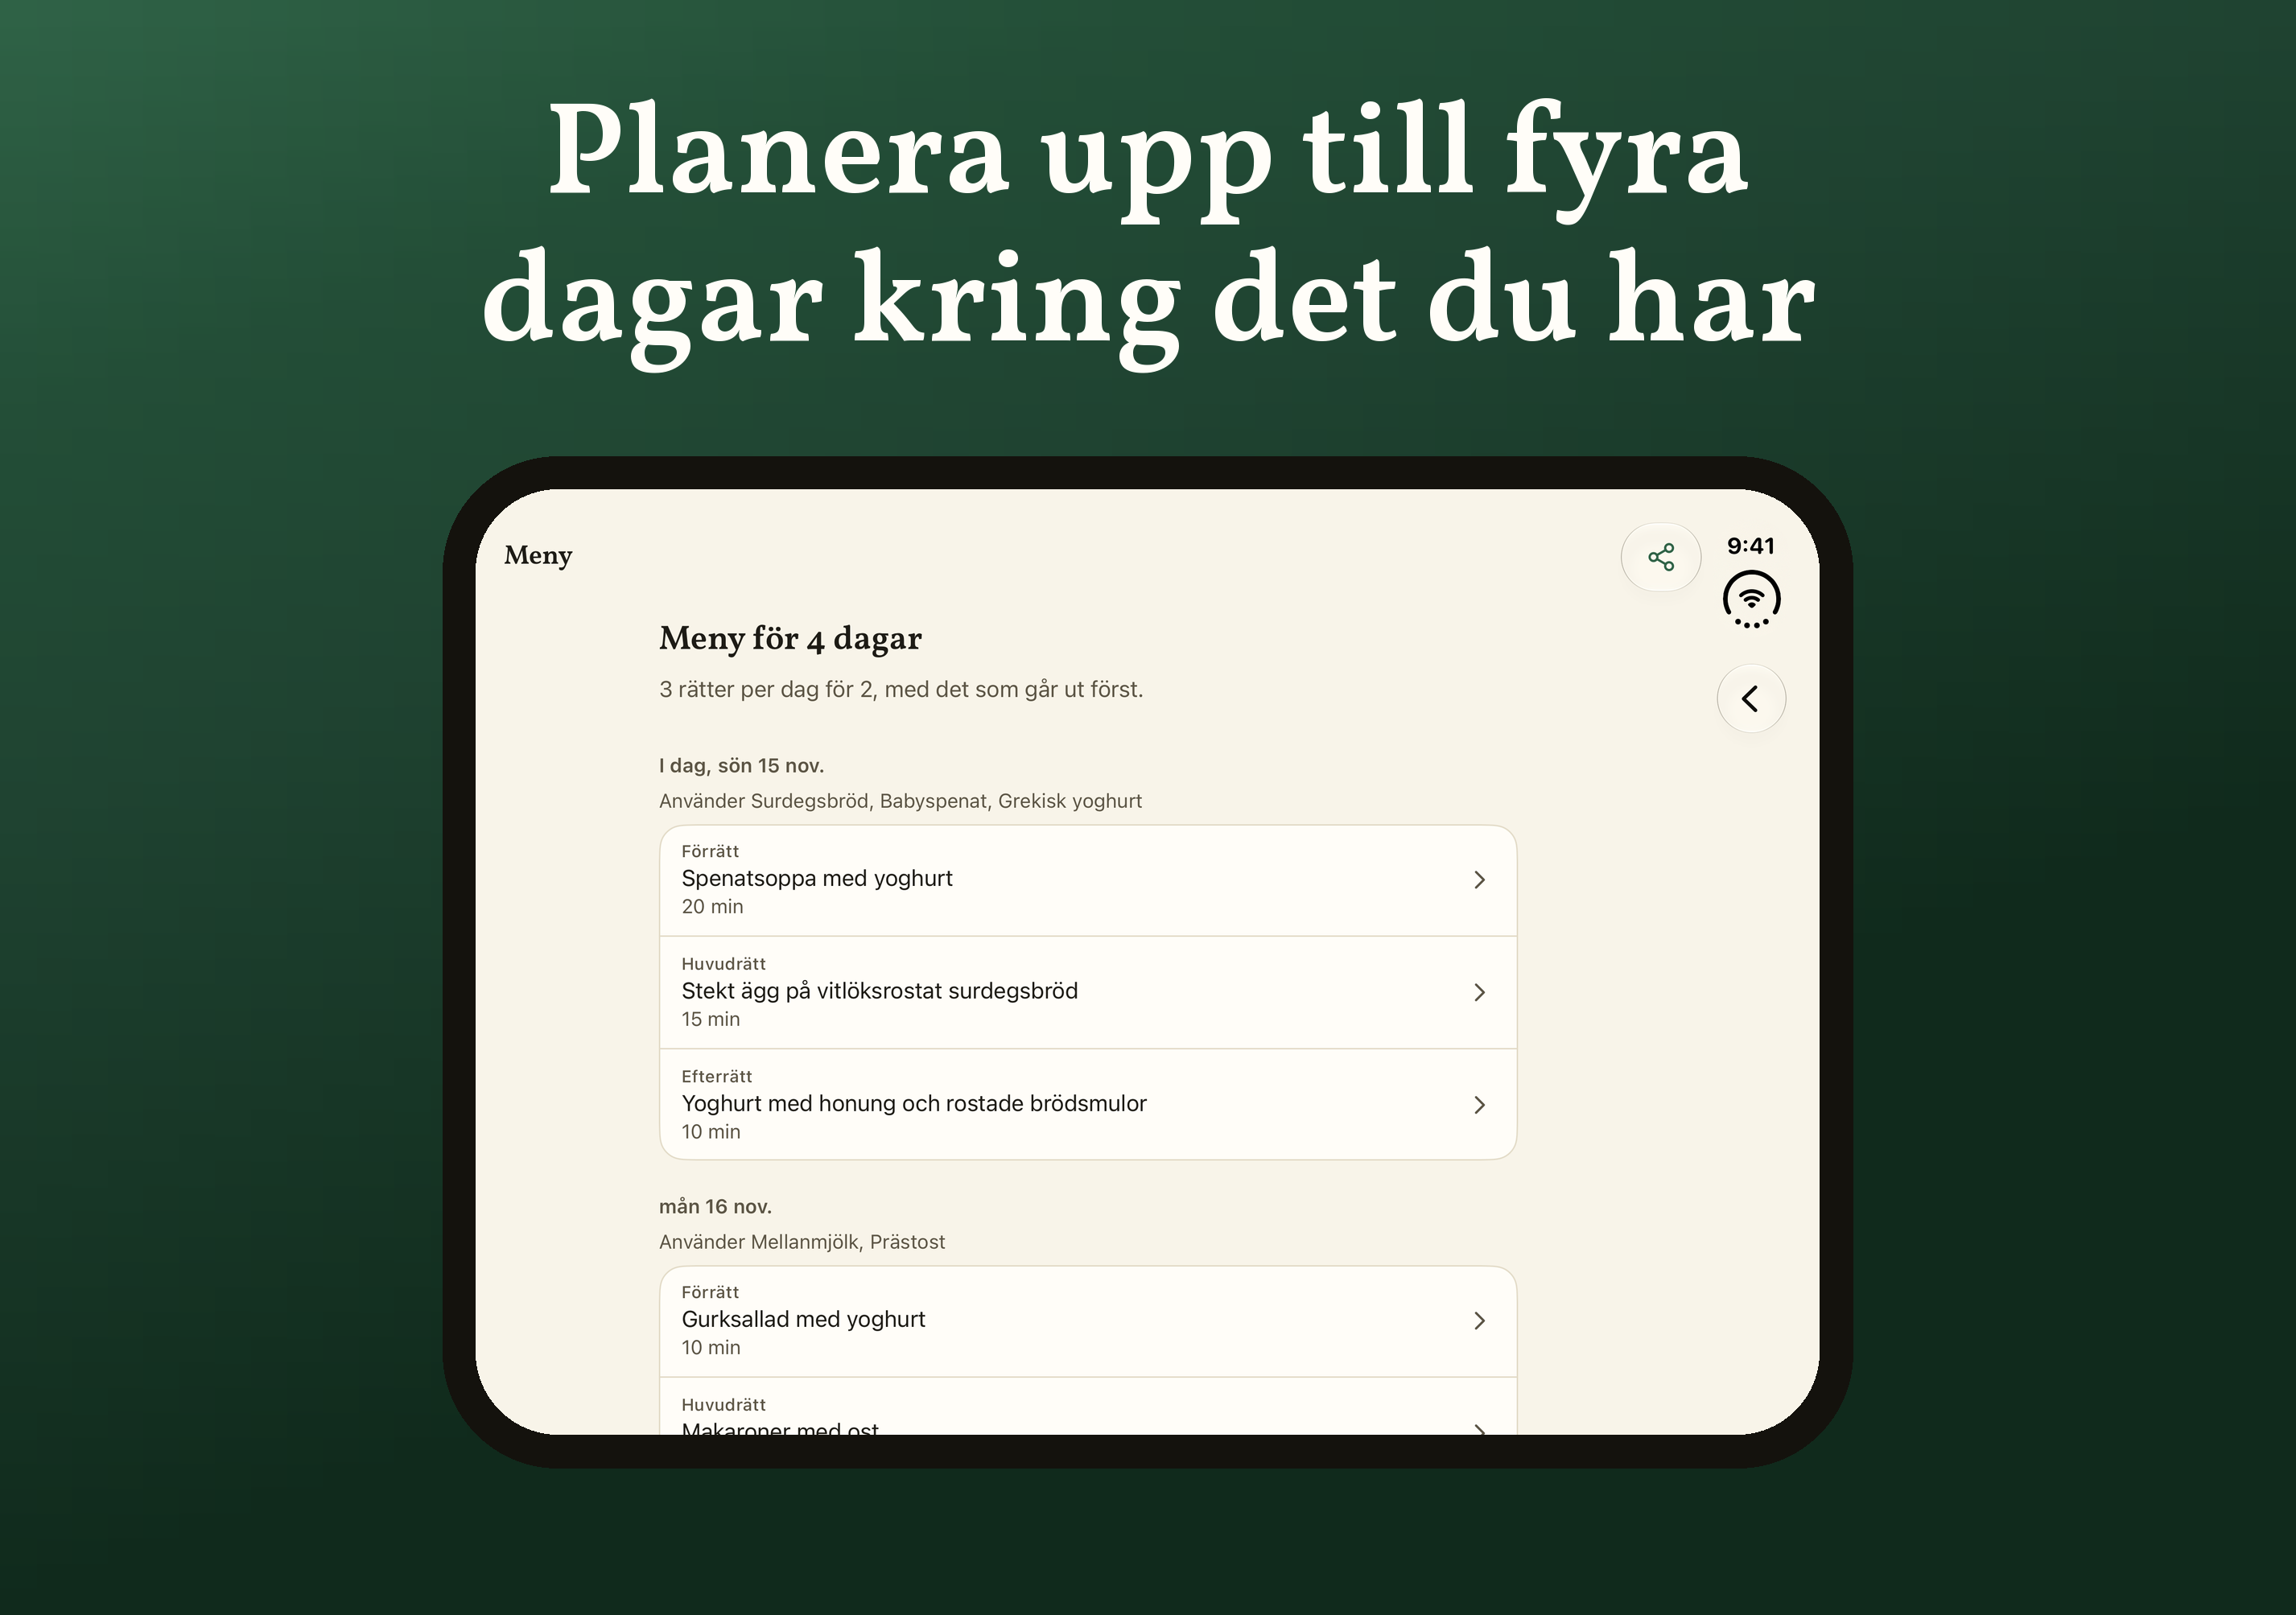 Planera upp till fyra
dagar kring det du har
Meny
9:41
Meny för 4 dagar
3 rätter per dag för 2, med det som går ut först.
I dag, sön 15 nov.
Använder Surdegsbröd, Babyspenat, Grekisk yoghurt
Förrätt
Spenatsoppa med yoghurt
20 min
Huvudrätt
Stekt ägg på vitlöksrostat surdegsbröd
15 min
Efterrätt
Yoghurt med honung och rostade brödsmulor
10 min
mån 16 nov.
Använder Mellanmjölk, Prästost
Förrätt
Gurksallad med yoghurt
10 min
Huvudrätt
Makaroner med ost